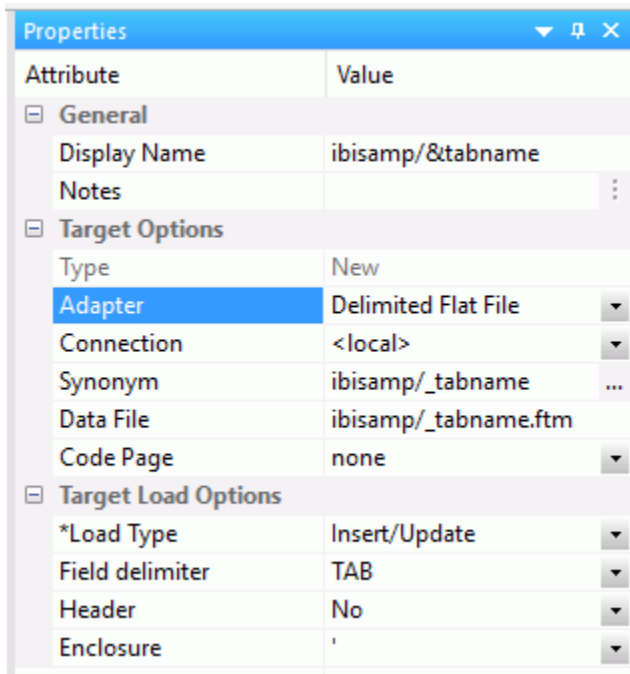 Properties
Attribute Value
General
Display Name ibisamp/&tabname
Notes
Target Options
Type New
Adapter Delimited Flat File
Connection <local>
Synonym ibisamp/_tabname ...
Data File ibisamp/_tabname.ftm
Code Page none
Target Load Options
*Load Type Insert/Update
Field delimiter TAB
Header No
Enclosure '